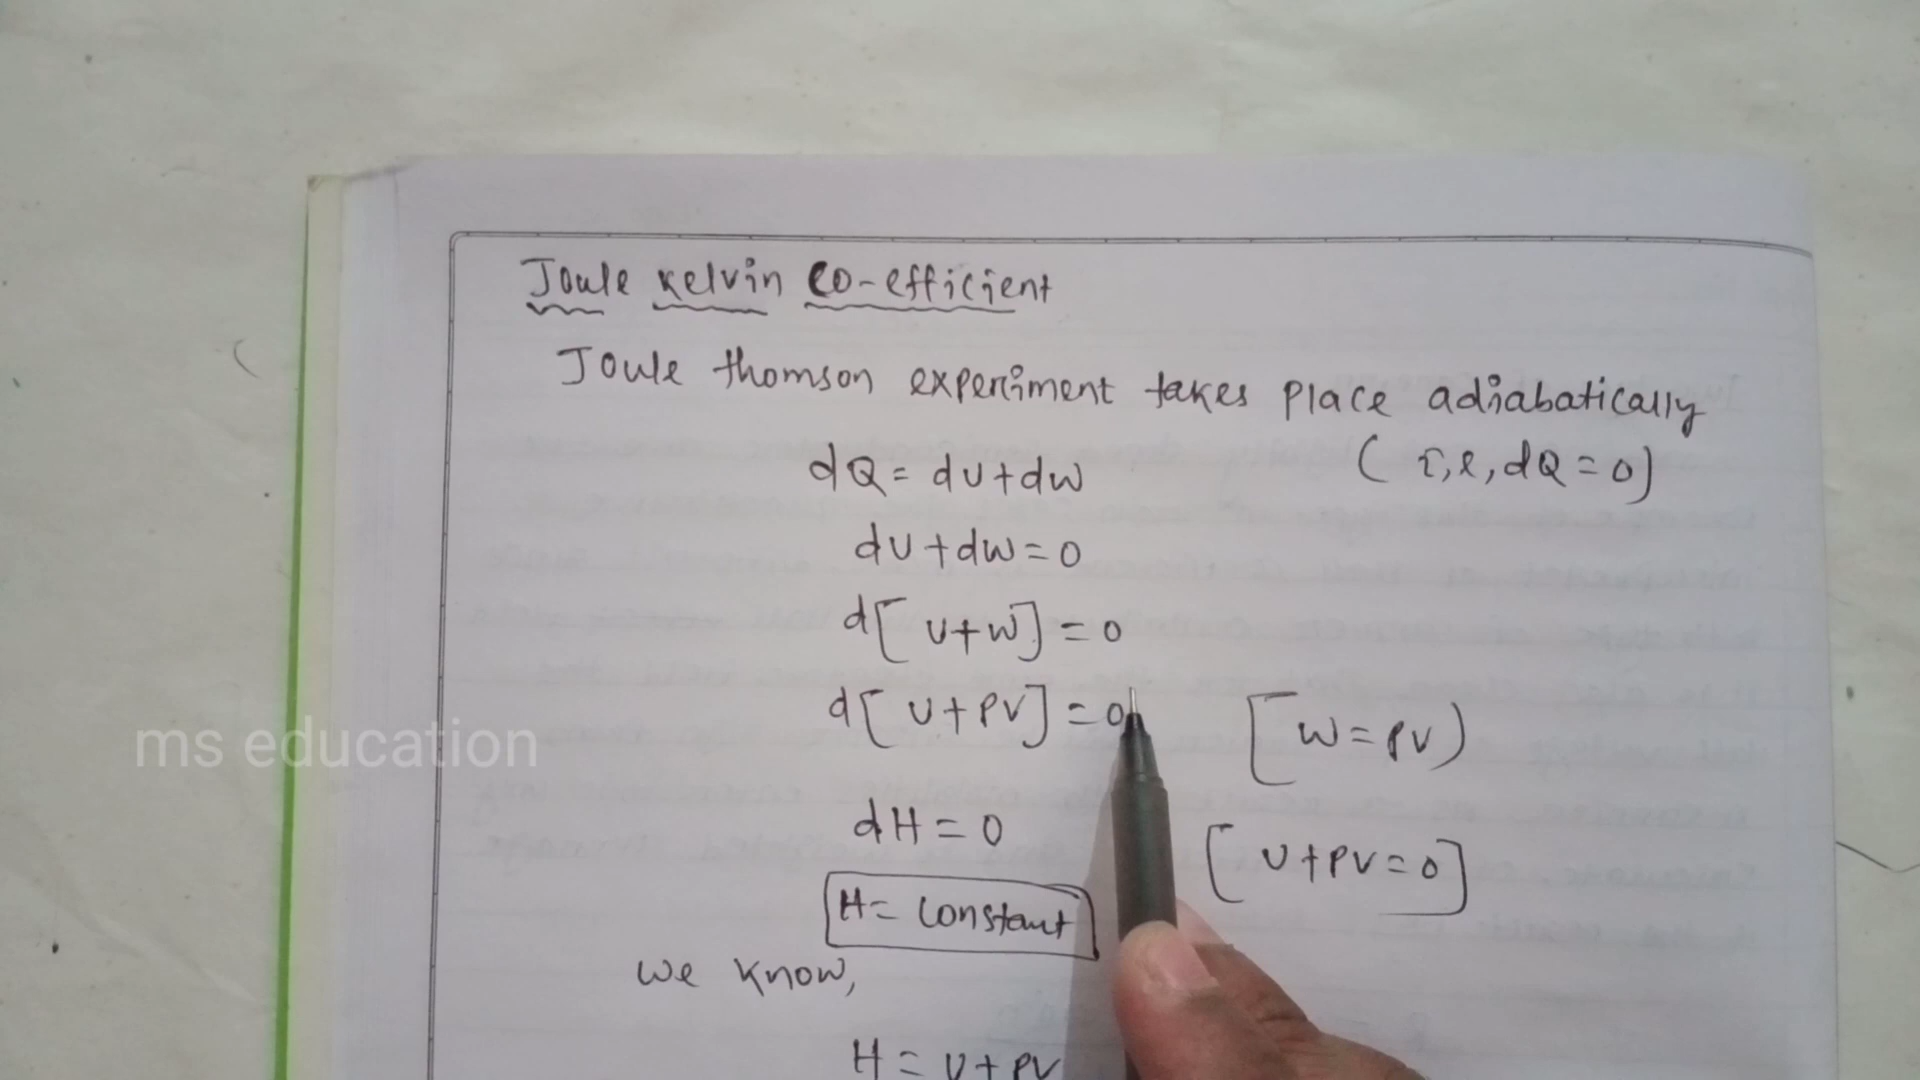 Joule Kelvin Co-efficient
Joule thomson experiment takes place adiabatically
dQ = dU+dW (i,e, dQ = 0)
dU + dW = 0
d[U+W] = 0
d[U+PV] = 0 [W = PV)
dH = 0 [U+PV = 0]
H = Constant
We know,
H = U + PV
ms education